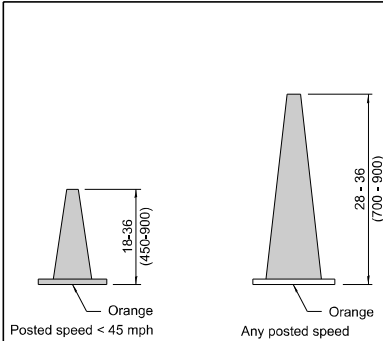 18-36
(450-900)
Orange
Posted speed < 45 mph
28 - 36
(700 - 900)
Orange
Any posted speed